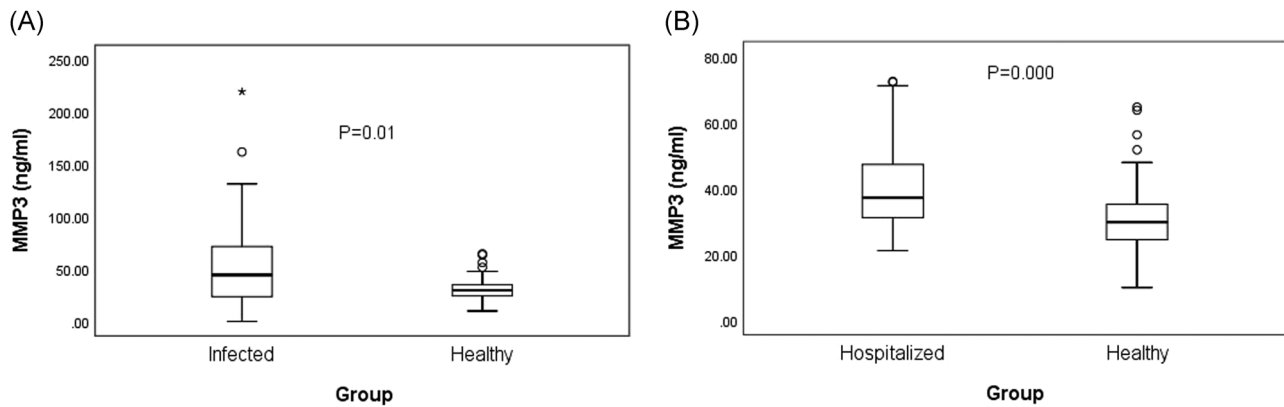 (A)
MMP3 (ng/ml)
250.00
200.00
150.00
100.00
50.00
.00
*
P=0.01
Infected
Healthy
Group
(B)
MMP3 (ng/ml)
80.00
60.00
40.00
20.00
.00
P=0.000
Hospitalized
Healthy
Group